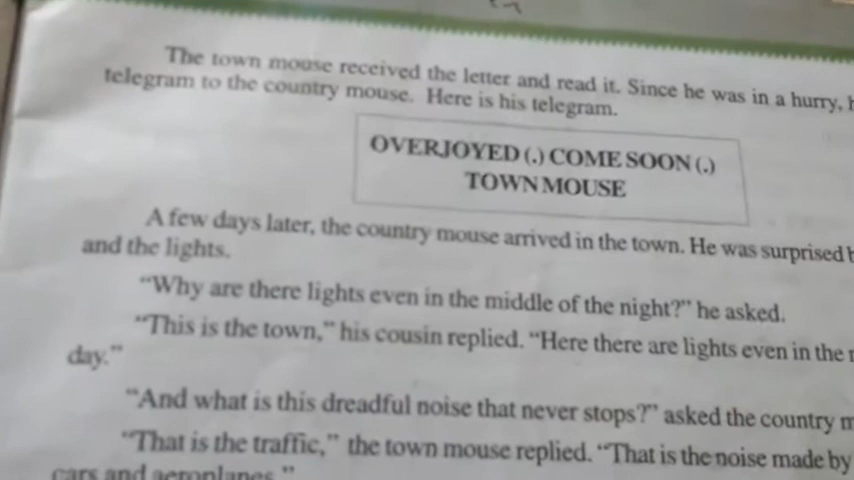 The town mouse received the letter and read it. Since he was in a hurry,
telegram to the country mouse. Here is his telegram.
OVERJOYED (.) COME SOON (.)
TOWN MOUSE
A few days later, the country mouse arrived in the town. He was surprised
and the lights.
“Why are there lights even in the middle of the night?” he asked.
“This is the town,” his cousin replied. “Here there are lights even in the
day.”
“And what is this dreadful noise that never stops?” asked the country
“That is the traffic,” the town mouse replied. “That is the noise made by
cars and aeroplanes.”